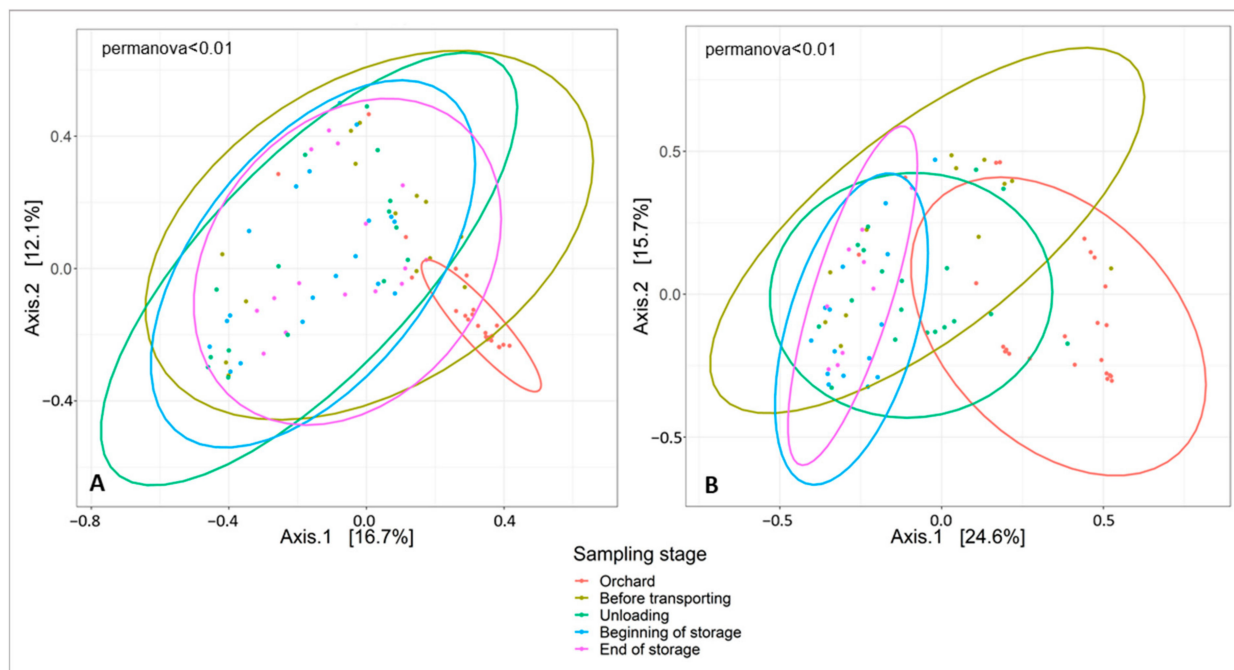 permanova<0.01
0.4
0.0
−0.4
Axis.2 [12.1%]
A
−0.8
−0.4
0.0
0.4
Axis.1 [16.7%]
permanova<0.01
0.5
0.0
−0.5
Axis.2 [15.7%]
B
−0.5
0.0
0.5
Axis.1 [24.6%]
Sampling stage
Orchard
Before transporting
Unloading
Beginning of storage
End of storage